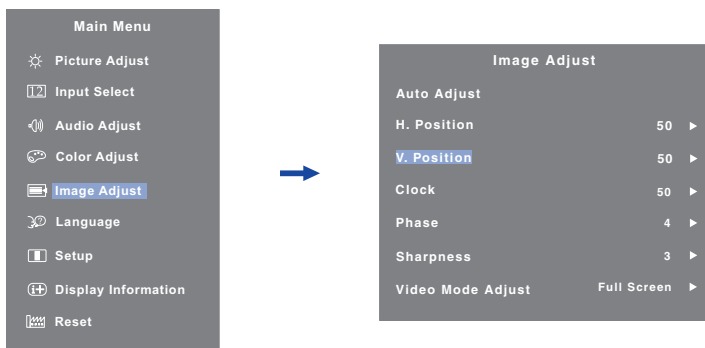 Main Menu
Picture Adjust
12 Input Select
Audio Adjust
Color Adjust
Image Adjust
Language
Setup
Display Information
Reset
Image Adjust
Auto Adjust
H. Position 50
V. Position 50
Clock 50
Phase 4
Sharpness 3
Video Mode Adjust Full Screen